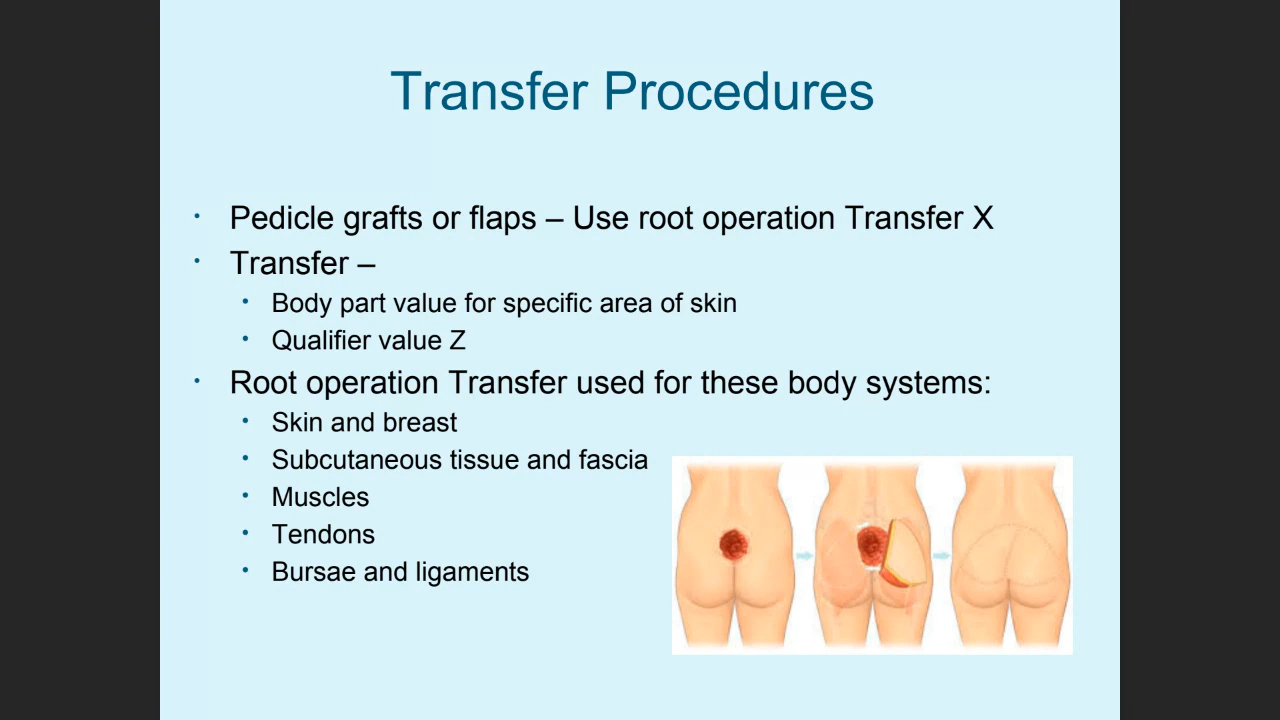 Transfer Procedures
• Pedicle grafts or flaps – Use root operation Transfer X
• Transfer –
• Body part value for specific area of skin
• Qualifier value Z
• Root operation Transfer used for these body systems:
• Skin and breast
• Subcutaneous tissue and fascia
• Muscles
• Tendons
• Bursae and ligaments